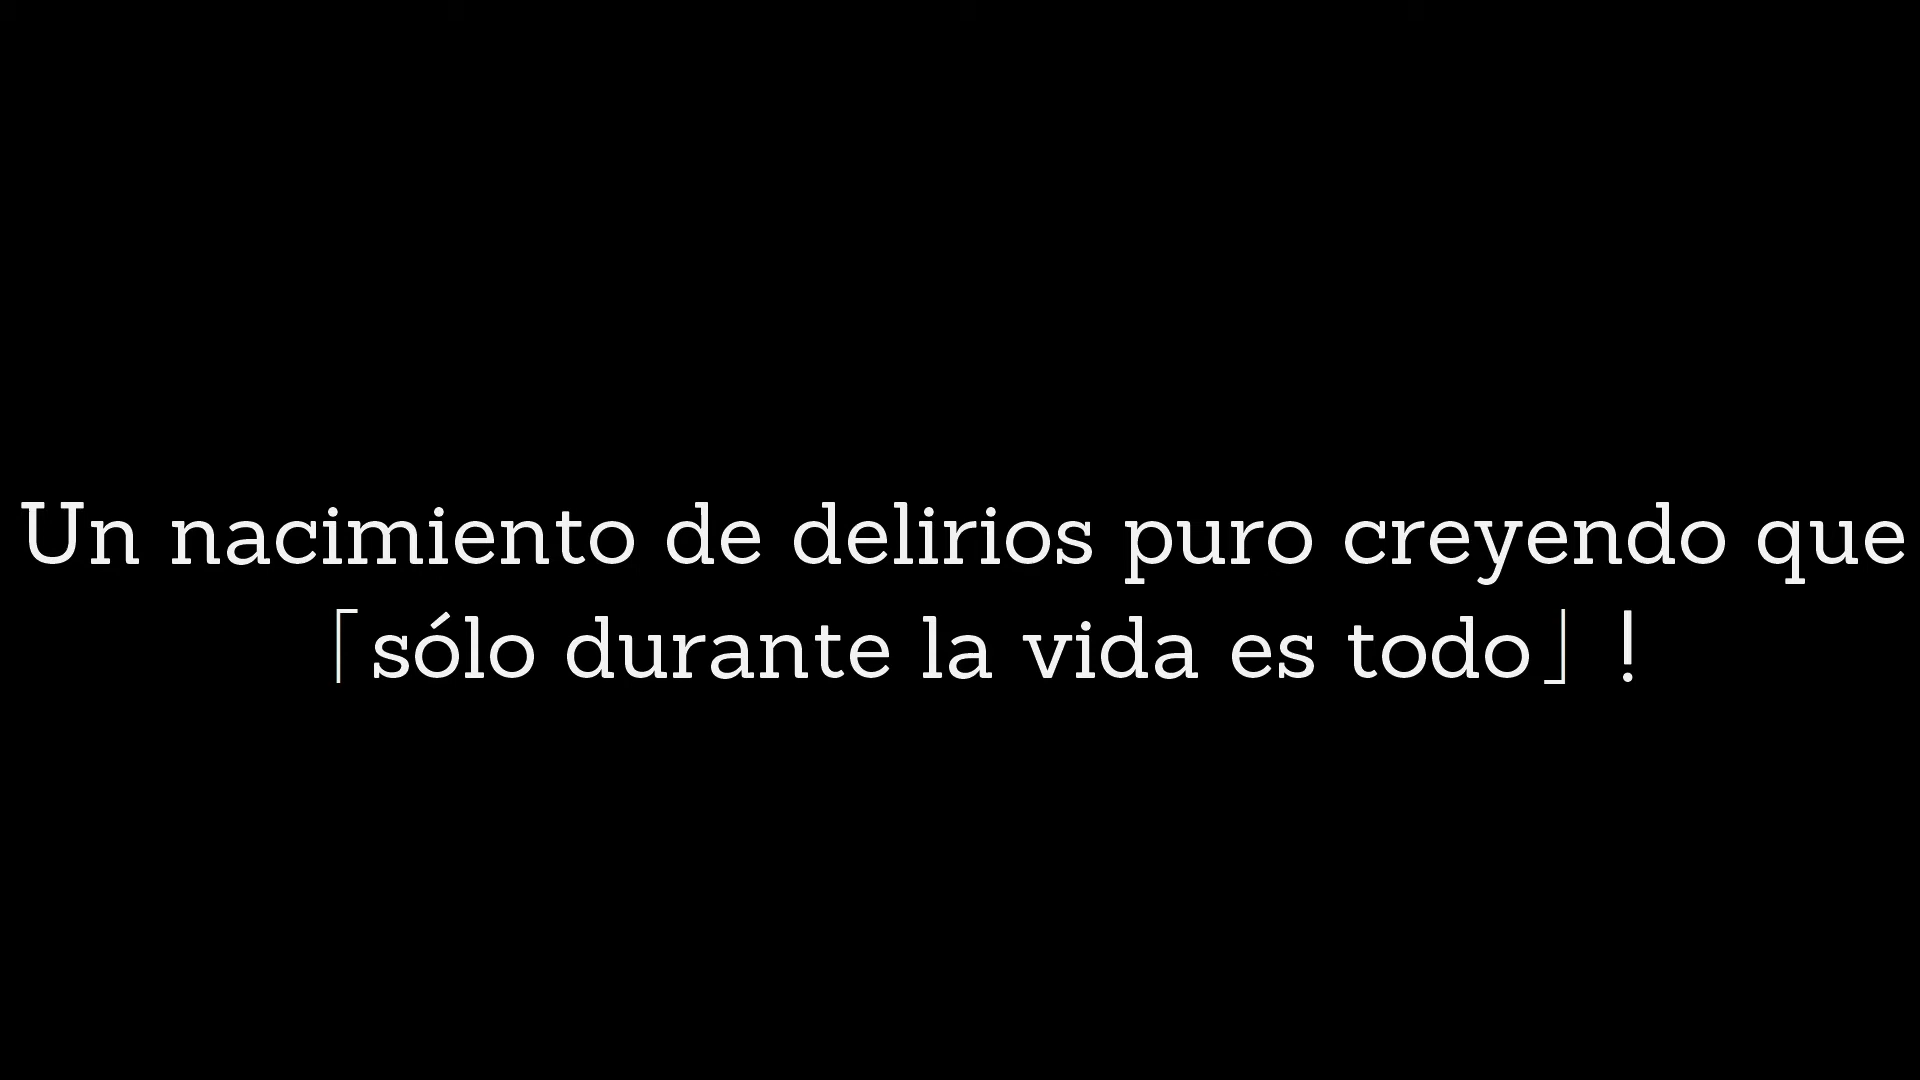 Un nacimiento de delirios puro creyendo que
「sólo durante la vida es todo」!